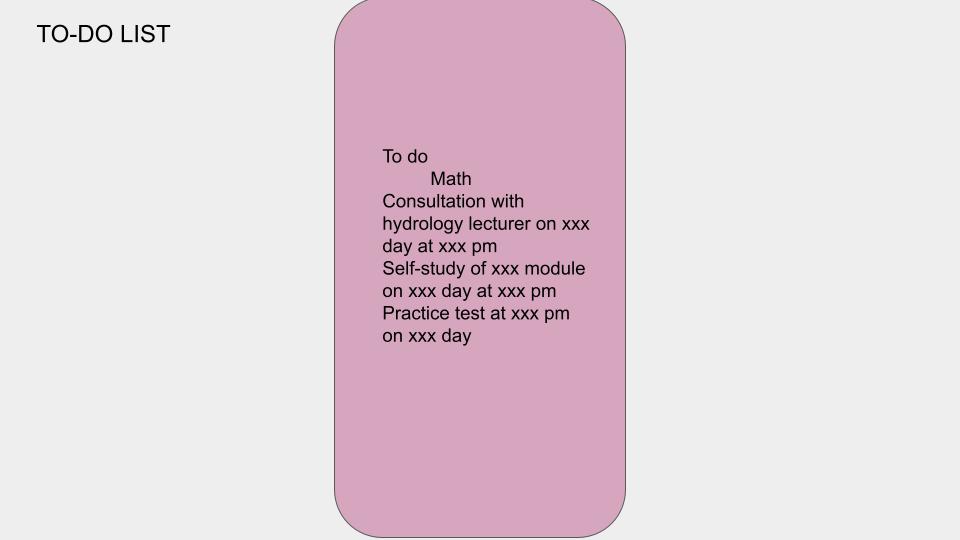 TO-DO LIST
To do
Math
Consultation with
hydrology lecturer on xxx
day at xxx pm
Self-study of xxx module
on xxx day at xxx pm
Practice test at xxx pm
on xxx day